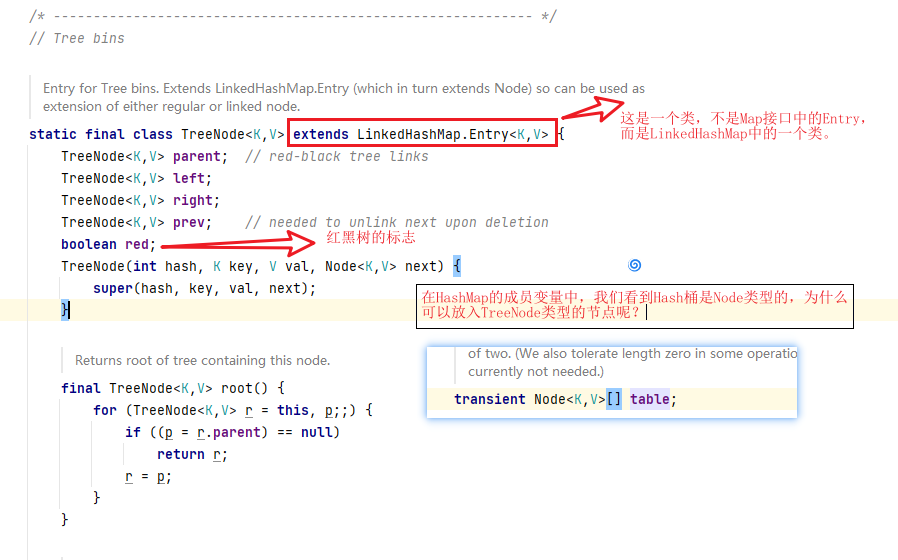 /* ------------------------------------------------------------ */
// Tree bins
Entry for Tree bins. Extends LinkedHashMap.Entry (which in turn extends Node) so can be used as
extension of either regular or linked node.
static final class TreeNode<K,V> extends LinkedHashMap.Entry<K,V> {
这是一个类，不是Map接口中的Entry，
而是LinkedHashMap中的一个类。
TreeNode<K,V> parent;  // red-black tree links
TreeNode<K,V> left;
TreeNode<K,V> right;
TreeNode<K,V> prev;    // needed to unlink next upon deletion
boolean red;
红黑树的标志
TreeNode(int hash, K key, V val, Node<K,V> next) {
super(hash, key, val, next);
}
在HashMap的成员变量中，我们看到Hash桶是Node类型的，为什么
可以放入TreeNode类型的节点呢？
Returns root of tree containing this node.
final TreeNode<K,V> root() {
for (TreeNode<K,V> r = this, p;;) {
if ((p = r.parent) == null)
return r;
r = p;
}
}
of two. (We also tolerate length zero in some operatio
currently not needed.)
transient Node<K,V>[] table;